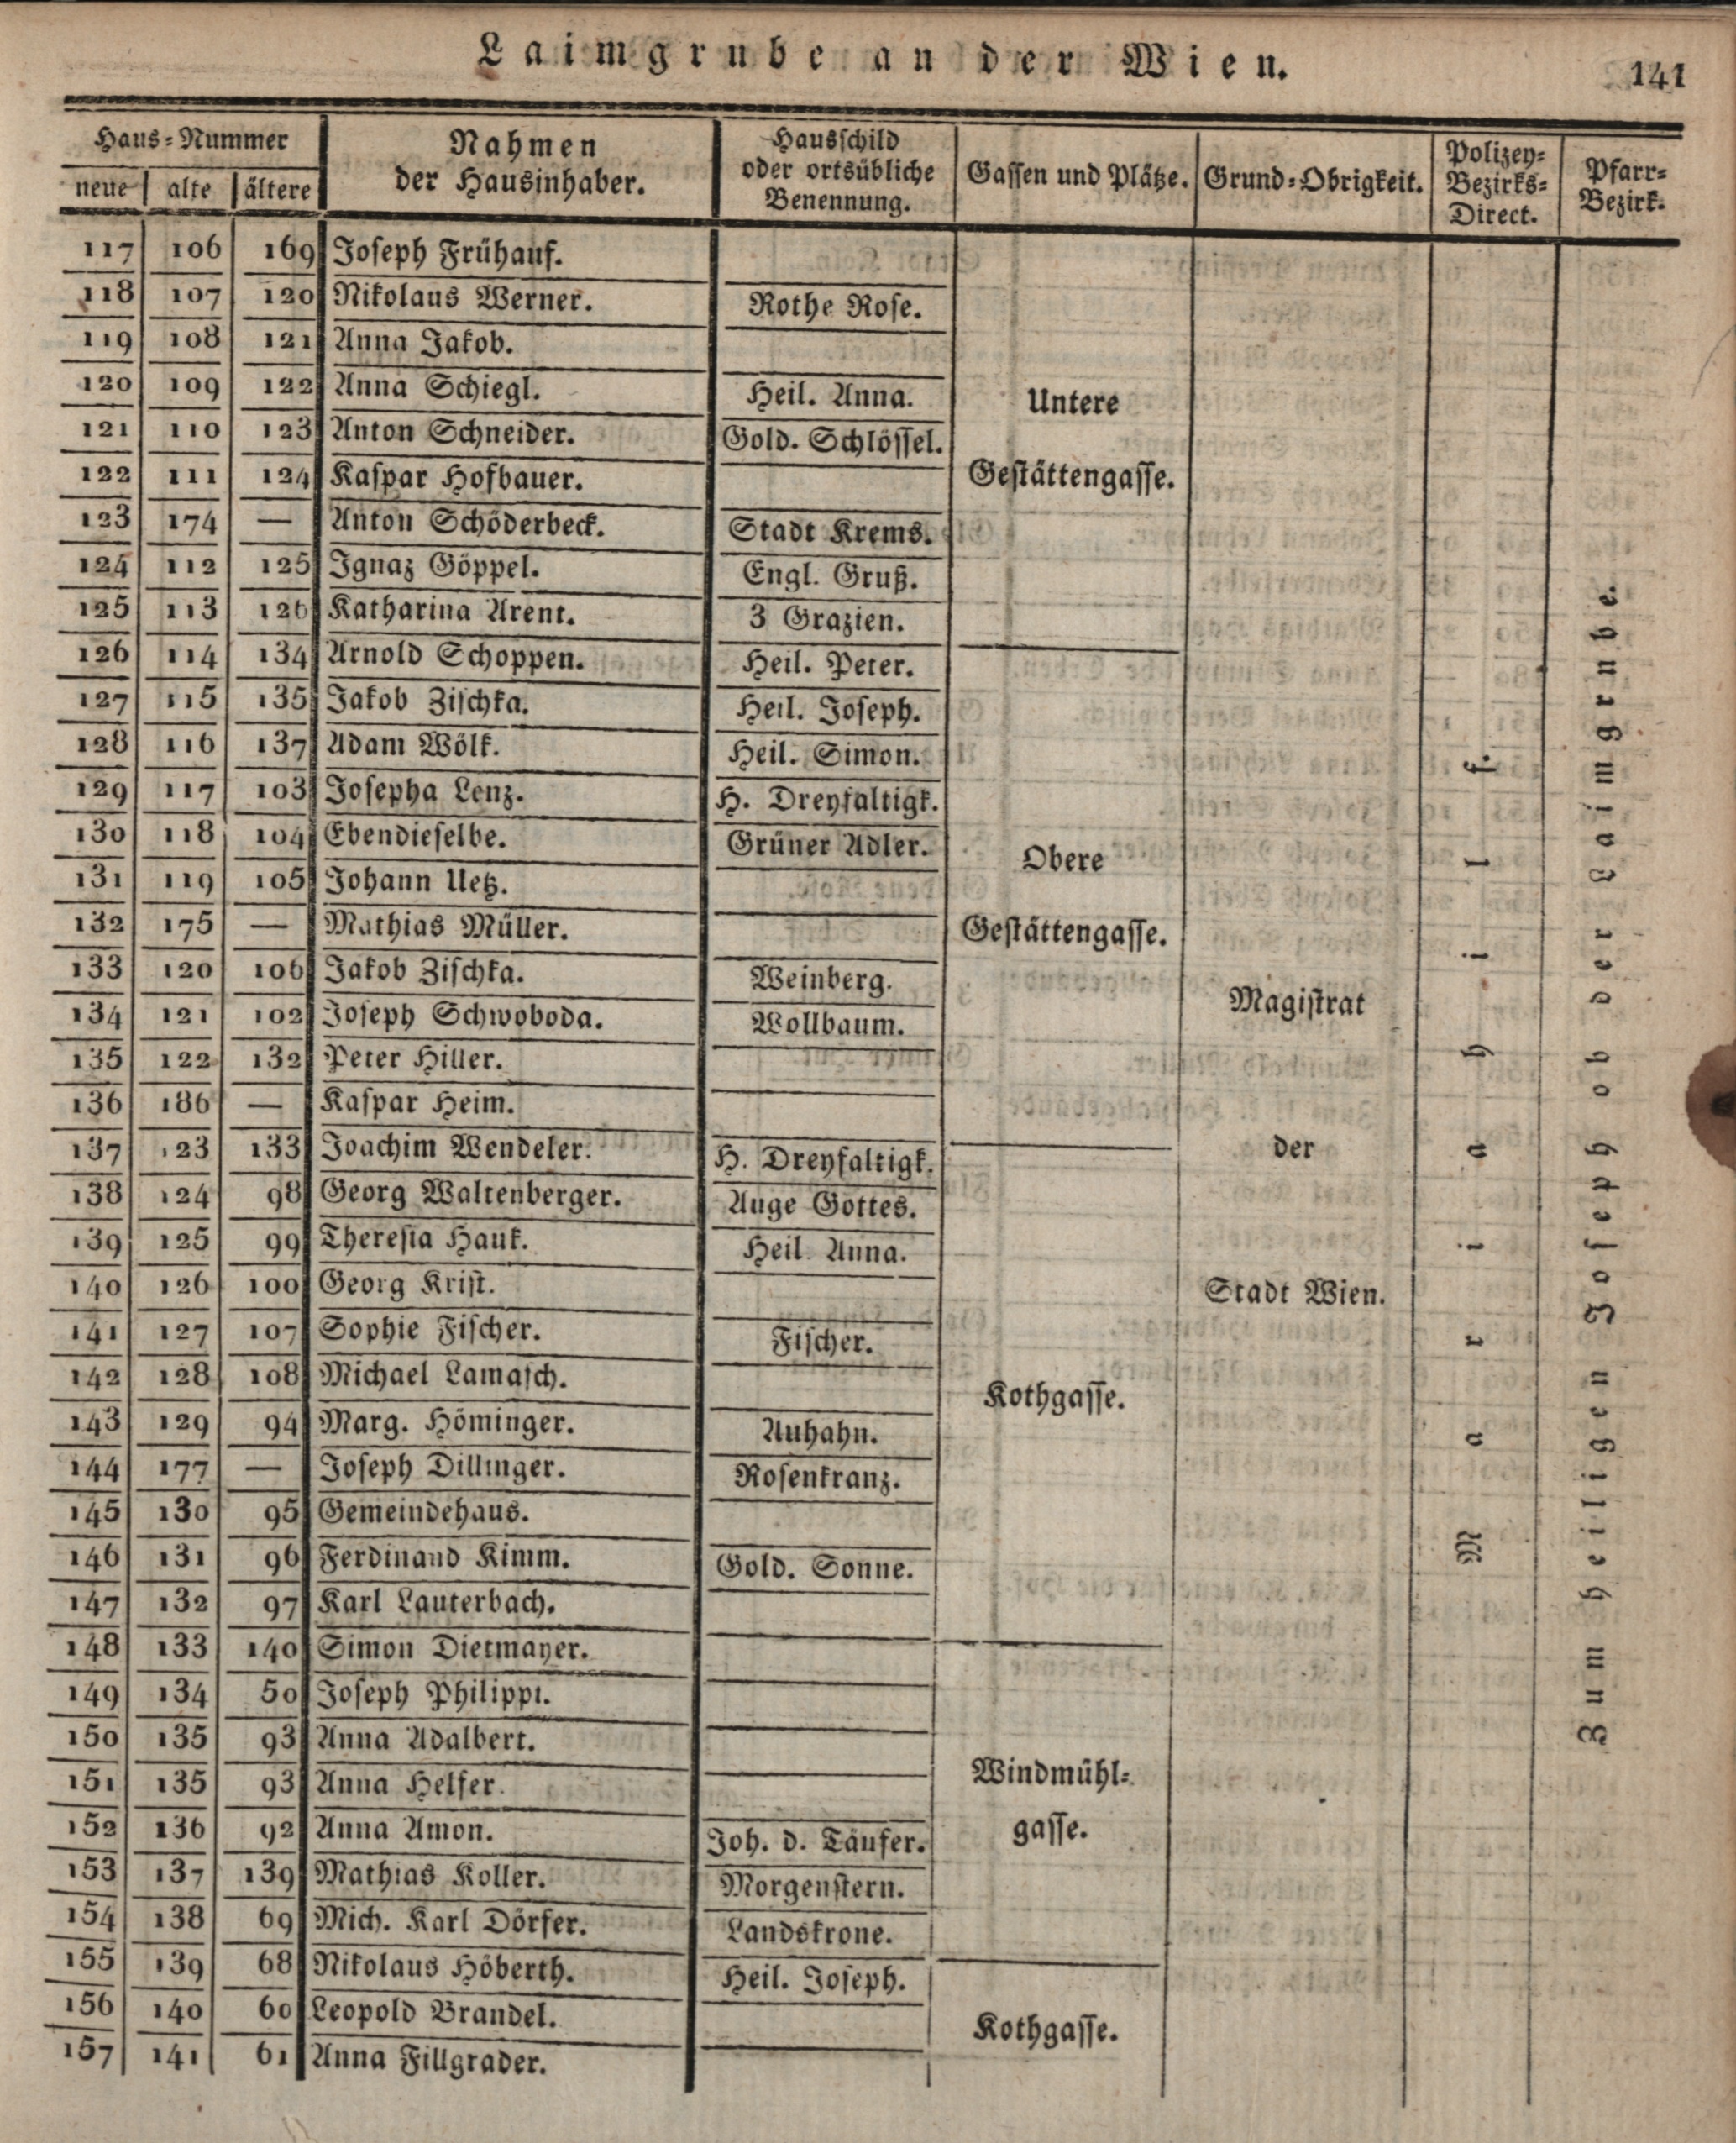 Laimgrube an der Wien.
141
Haus-Nummer
neue alte ältere
Nahmen
der Hausinhaber.
Hausschild
oder ortsübliche
Benennung.
Gassen und Plätze.
Grund-Obrigkeit.
Polizey-
Bezirks-
Direct.
Pfarr-
Bezirk.
117 106 169 Joseph Frühauf.
118 107 120 Nikolaus Werner. Rothe Rose.
119 108 121 Anna Jakob.
120 109 122 Anna Schiegl. Heil. Anna.
121 110 123 Anton Schneider. Gold. Schlössel.
122 111 124 Kaspar Hofbauer.
123 174 — Anton Schöderbeck. Stadt Krems.
124 112 125 Ignaz Göppel. Engl. Gruß.
125 113 126 Katharina Arent. 3 Grazien.
Untere
Gestättengasse.
126 114 134 Arnold Schoppen. Heil. Peter.
127 115 135 Jakob Zischka. Heil. Joseph.
128 116 137 Adam Wölk. Heil. Simon.
129 117 103 Josepha Lenz. H. Dreyfaltigk.
130 118 104 Ebendieselbe. Grüner Adler.
131 119 105 Johann Uetz.
132 175 — Mathias Müller.
133 120 106 Jakob Zischka. Weinberg.
134 121 102 Joseph Schwoboda. Wollbaum.
135 122 132 Peter Hiller.
136 186 — Kaspar Heim.
Obere
Gestättengasse.
137 123 133 Joachim Wendeler. H. Dreyfaltigk.
138 124 98 Georg Waltenberger. Auge Gottes.
139 125 99 Theresia Hauk. Heil. Anna.
140 126 100 Georg Krist.
141 127 107 Sophie Fischer. Fischer.
142 128 108 Michael Lamasch.
143 129 94 Marg. Höminger. Auhahn.
144 177 — Joseph Dillinger. Rosenkranz.
145 130 95 Gemeindehaus.
146 131 96 Ferdinand Kimm. Gold. Sonne.
147 132 97 Karl Lauterbach.
Kothgasse.
148 133 140 Simon Dietmayer.
149 134 50 Joseph Philippi.
150 135 93 Anna Adalbert.
151 135 93 Anna Helfer.
152 136 92 Anna Amon. Joh. d. Täufer.
153 137 139 Mathias Koller. Morgenstern.
154 138 69 Mich. Karl Dörfer. Landskrone.
Windmühl-
gasse.
155 139 68 Nikolaus Höberth. Heil. Joseph.
156 140 60 Leopold Brandel.
157 141 61 Anna Fillgrader.
Kothgasse.
Magistrat
der
Stadt Wien.
Mariahilf.
Zum heiligen Joseph ob der Laimgrube.